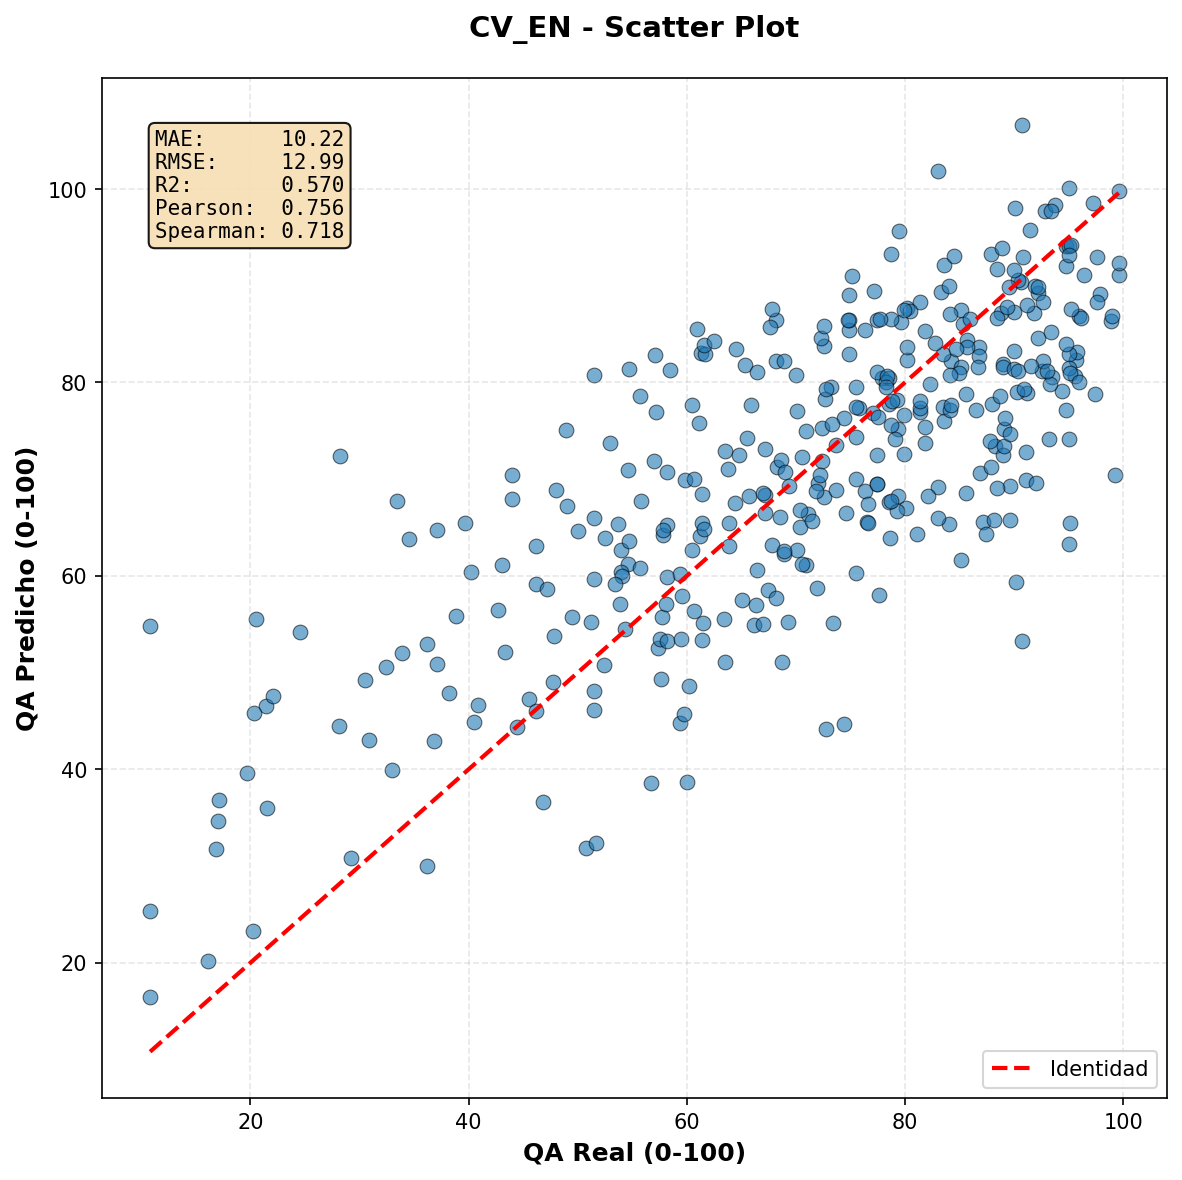 CV_EN - Scatter Plot
MAE: 10.22
RMSE: 12.99
R2: 0.570
Pearson: 0.756
Spearman: 0.718
100
80
60
40
20
QA Predicho (0-100)
Identidad
20 40 60 80 100
QA Real (0-100)